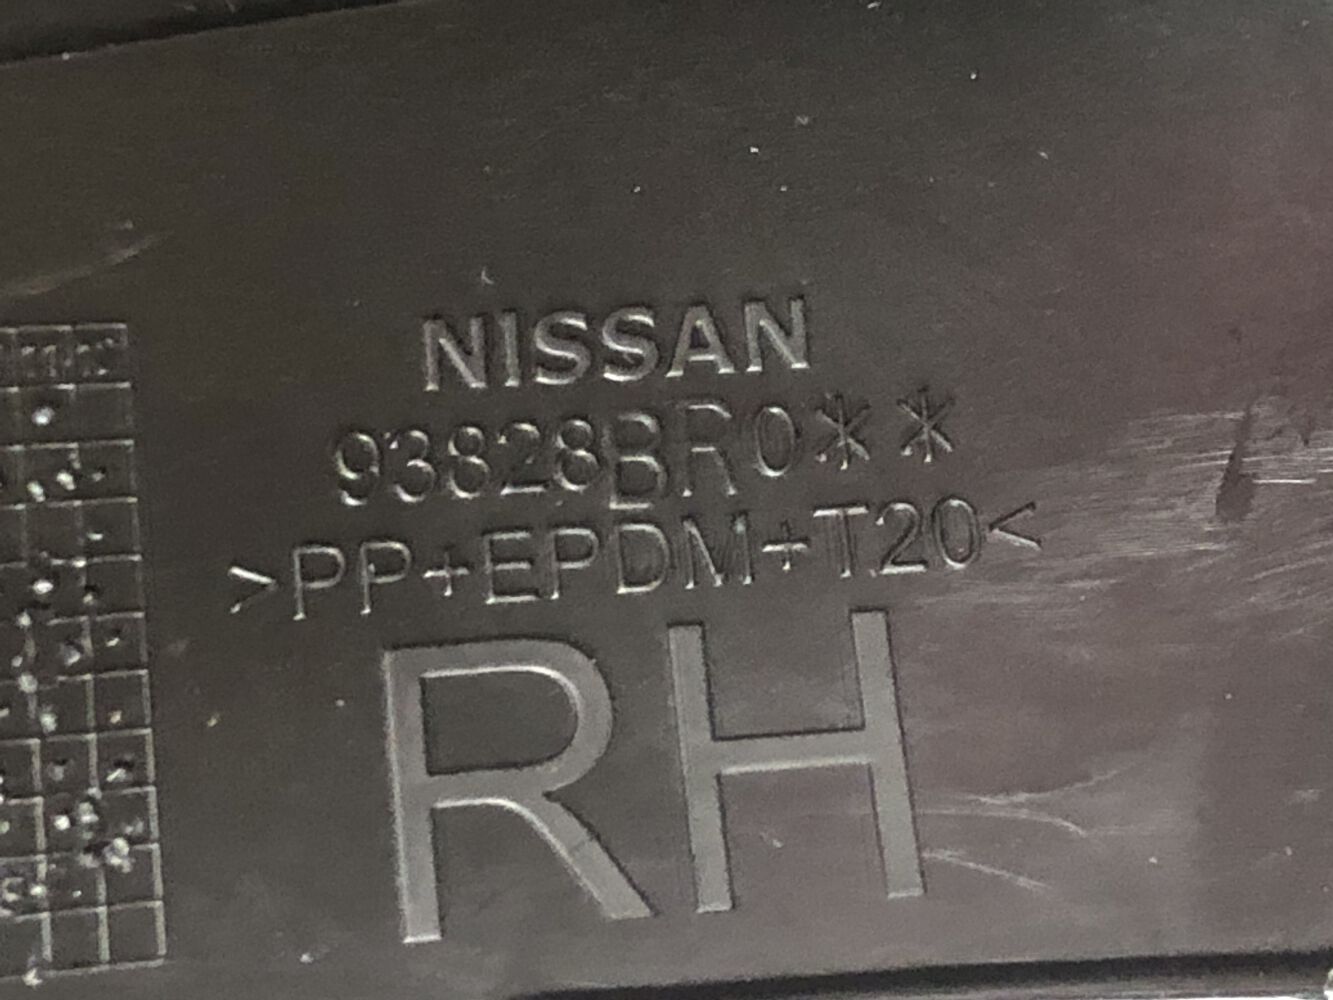 NISSAN
93828BR0**
>PP+EPDM+T20<
RH